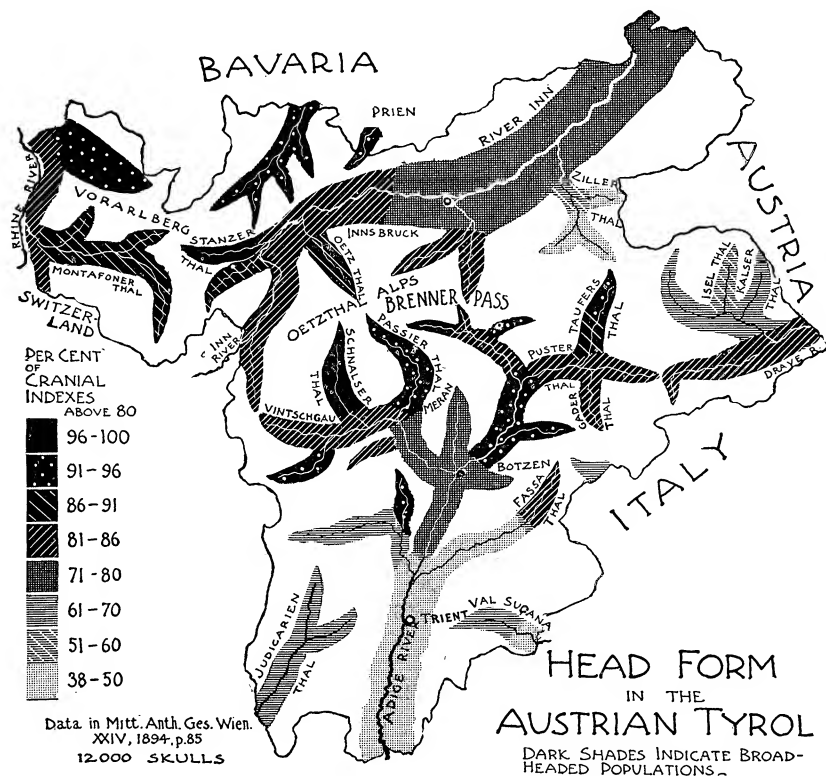 BAVARIA
PRIEN
RIVER INN
AUSTRIA
ZILLER
THAL
RHINE RIVER
VORARLBERG
STANZER
THAL
INNSBRUCK
OETZ THAL
MONTAFONER
THAL
OETZTHAL ALPS
BRENNER PASS
ISEL THAL
KALSER
THAL
SWITZER-
LAND
INN
RIVER
TAUFERS
THAL
PASSIER THAL
SCHNALSER
THAL
PUSTER
THAL
DRAVE R.
MERAN
GADER
THAL
VINTSCHGAU
BOTZEN
FASSA
THAL
ITALY
PER CENT
OF
CRANIAL
INDEXES
ABOVE 80
96-100
91-96
86-91
81-86
71-80
61-70
51-60
38-50
JUDICARIEN
THAL
TRIENT
VAL SUGANA
ADIGE RIVER
HEAD FORM
IN THE
AUSTRIAN TYROL
DARK SHADES INDICATE BROAD-
HEADED POPULATIONS
Data in Mitt. Anth. Ges. Wien.
XXIV, 1894, p.85
12000 SKULLS